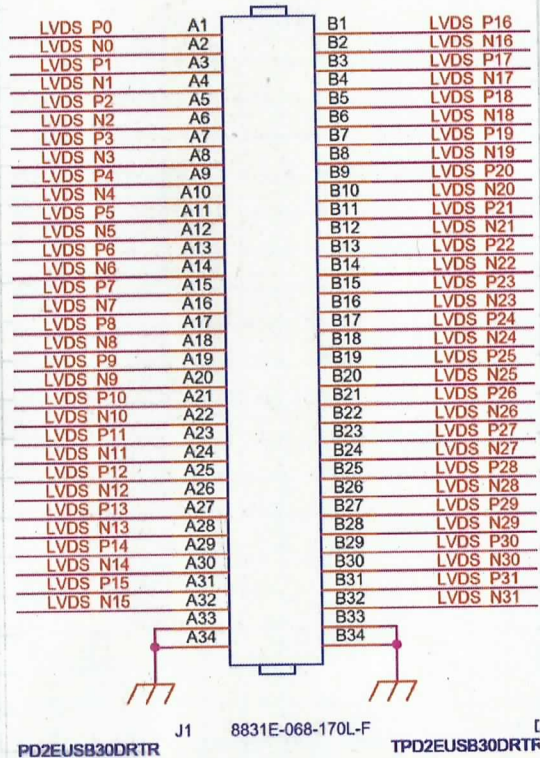 LVDS P0 A1 B1 LVDS P16
LVDS N0 A2 B2 LVDS N16
LVDS P1 A3 B3 LVDS P17
LVDS N1 A4 B4 LVDS N17
LVDS P2 A5 B5 LVDS P18
LVDS N2 A6 B6 LVDS N18
LVDS P3 A7 B7 LVDS P19
LVDS N3 A8 B8 LVDS N19
LVDS P4 A9 B9 LVDS P20
LVDS N4 A10 B10 LVDS N20
LVDS P5 A11 B11 LVDS P21
LVDS N5 A12 B12 LVDS N21
LVDS P6 A13 B13 LVDS P22
LVDS N6 A14 B14 LVDS N22
LVDS P7 A15 B15 LVDS P23
LVDS N7 A16 B16 LVDS N23
LVDS P8 A17 B17 LVDS P24
LVDS N8 A18 B18 LVDS N24
LVDS P9 A19 B19 LVDS P25
LVDS N9 A20 B20 LVDS N25
LVDS P10 A21 B21 LVDS P26
LVDS N10 A22 B22 LVDS N26
LVDS P11 A23 B23 LVDS P27
LVDS N11 A24 B24 LVDS N27
LVDS P12 A25 B25 LVDS P28
LVDS N12 A26 B26 LVDS N28
LVDS P13 A27 B27 LVDS P29
LVDS N13 A28 B28 LVDS N29
LVDS P14 A29 B29 LVDS P30
LVDS N14 A30 B30 LVDS N30
LVDS P15 A31 B31 LVDS P31
LVDS N15 A32 B32 LVDS N31
A33 B33
A34 B34
J1 8831E-068-170L-F
PD2EUSB30DRTR TPD2EUSB30DRTR